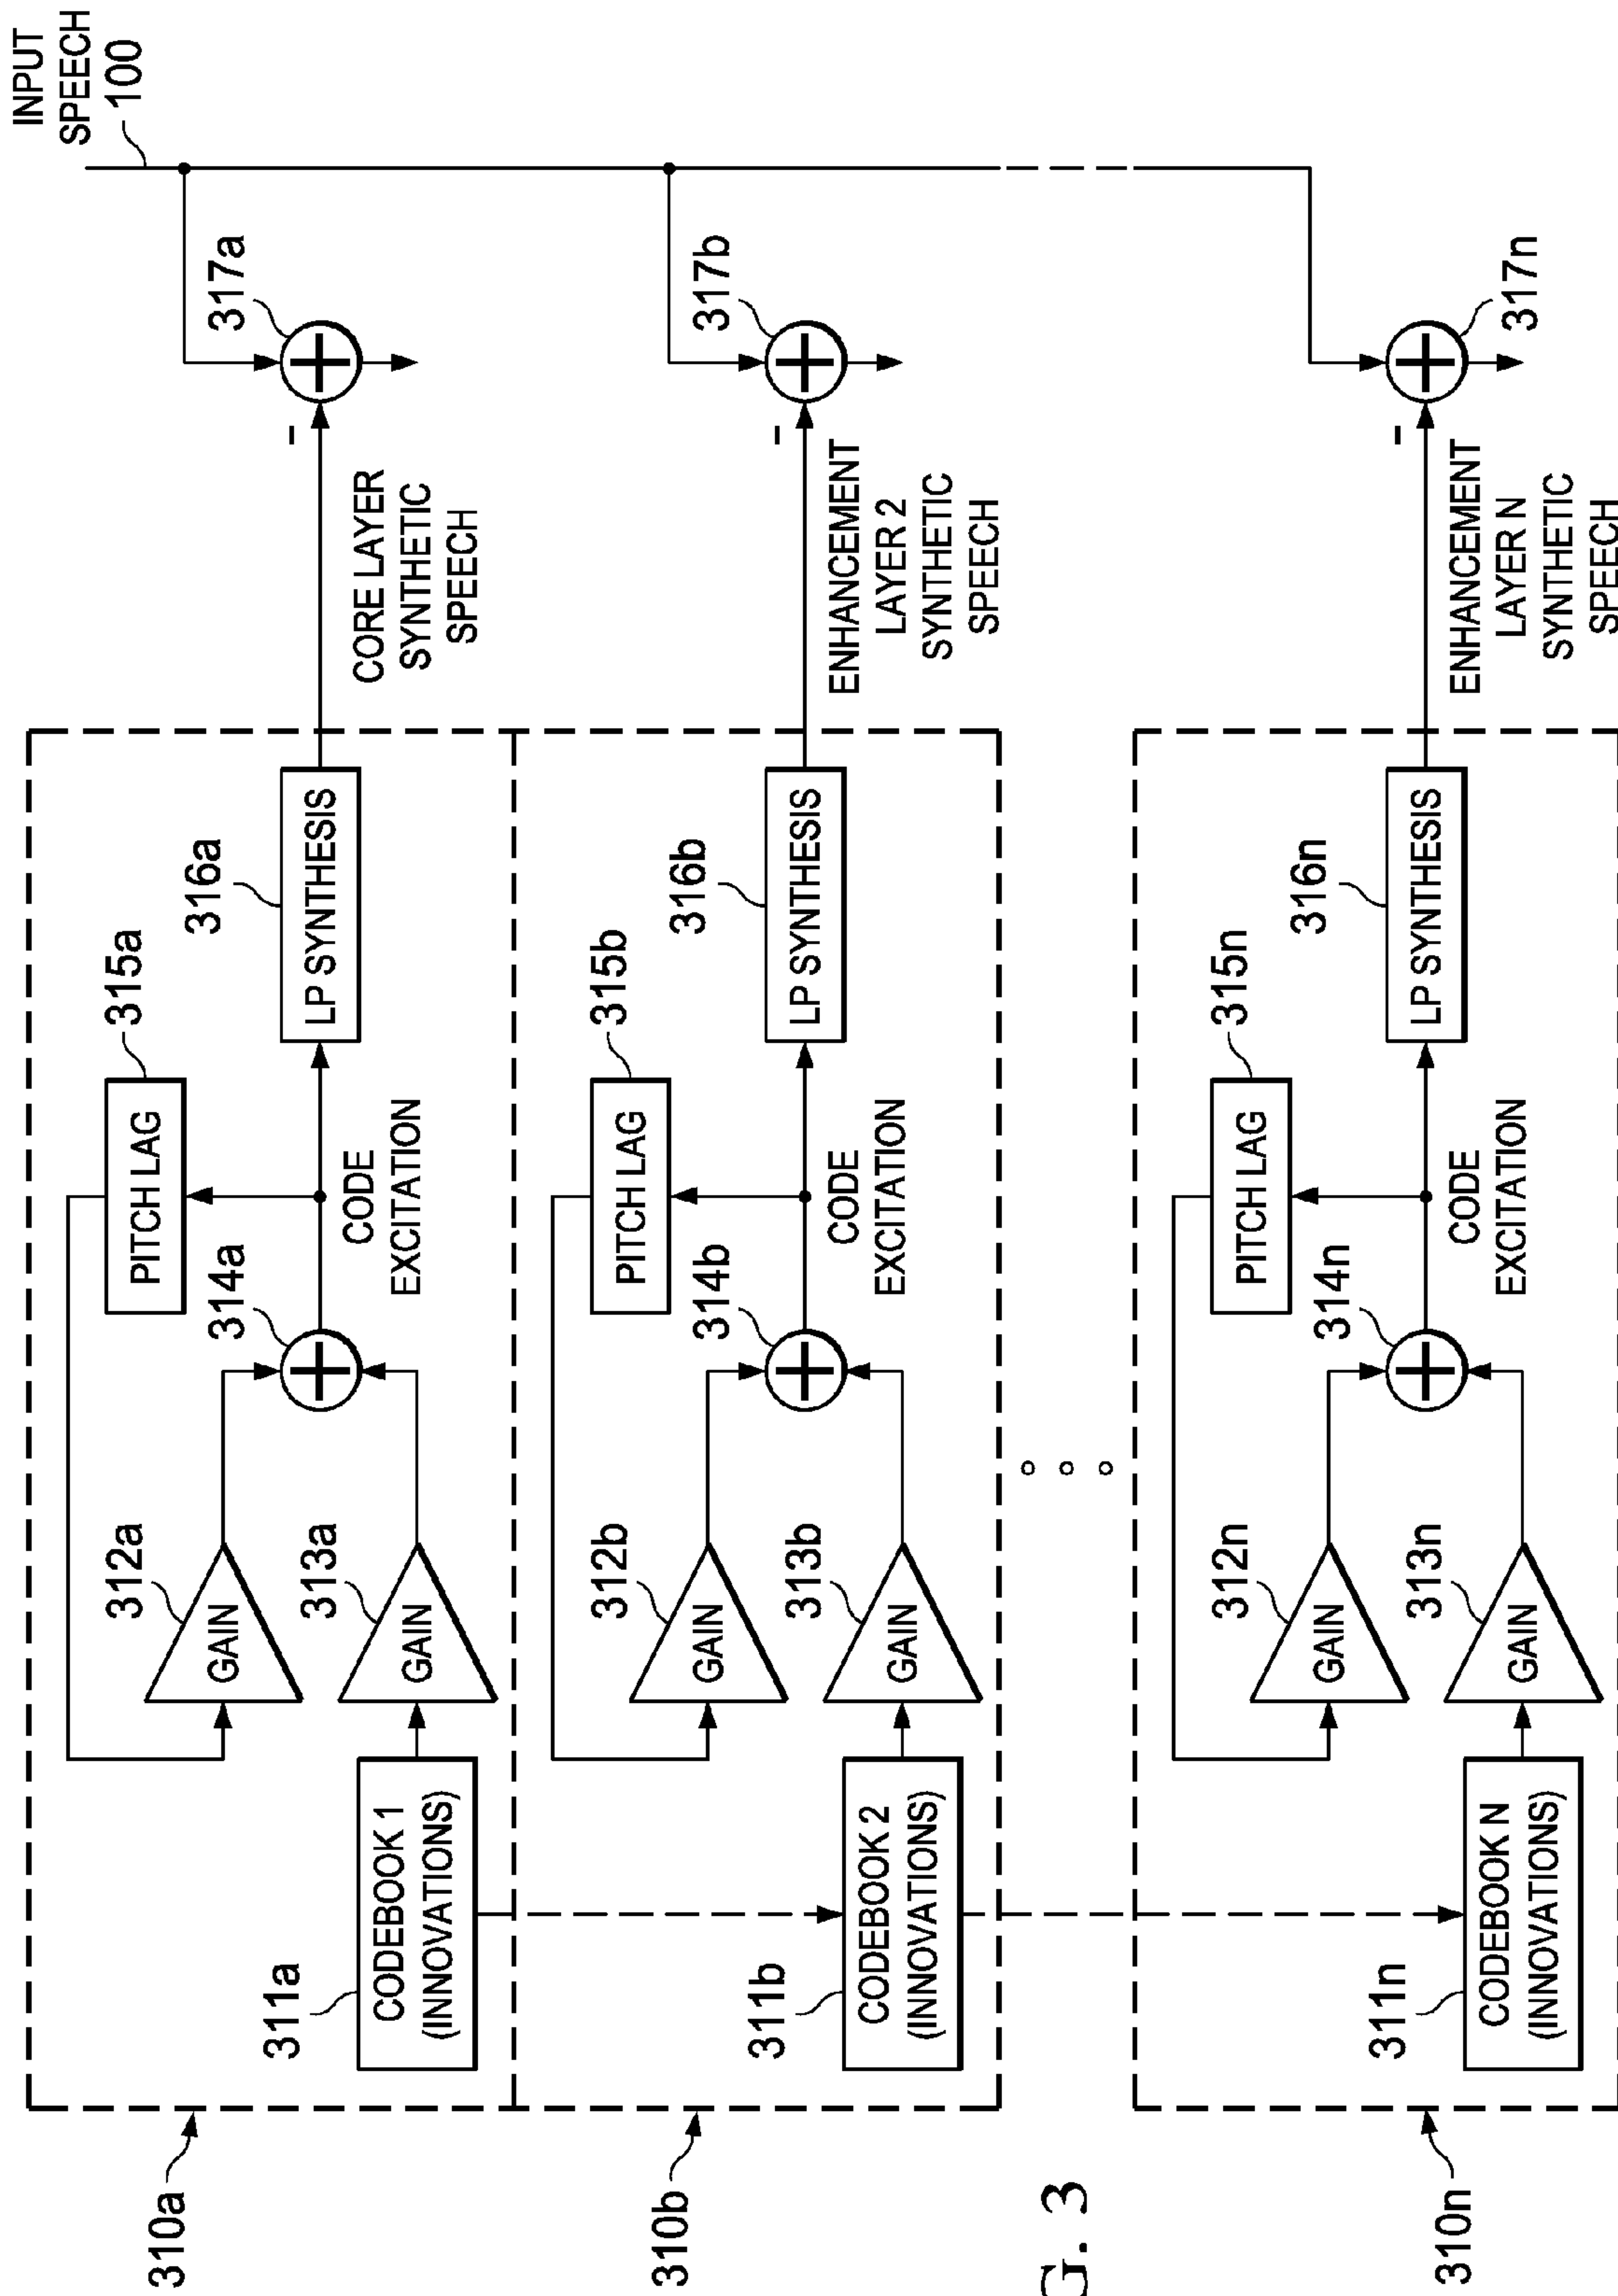 INPUT
SPEECH
100
310a
312a
GAIN
313a
GAIN
311a
CODEBOOK 1
(INNOVATIONS)
314a
315a
PITCH LAG
CODE
EXCITATION
316a
LP SYNTHESIS
CORE LAYER
SYNTHETIC
SPEECH
-
317a
+
+
310b
312b
GAIN
313b
GAIN
311b
CODEBOOK 2
(INNOVATIONS)
314b
315b
PITCH LAG
CODE
EXCITATION
316b
LP SYNTHESIS
ENHANCEMENT
LAYER 2
SYNTHETIC
SPEECH
-
317b
+
+
310n
312n
GAIN
313n
GAIN
311n
CODEBOOK N
(INNOVATIONS)
314n
315n
PITCH LAG
CODE
EXCITATION
316n
LP SYNTHESIS
ENHANCEMENT
LAYER N
SYNTHETIC
SPEECH
-
317n
+
+
G. 3